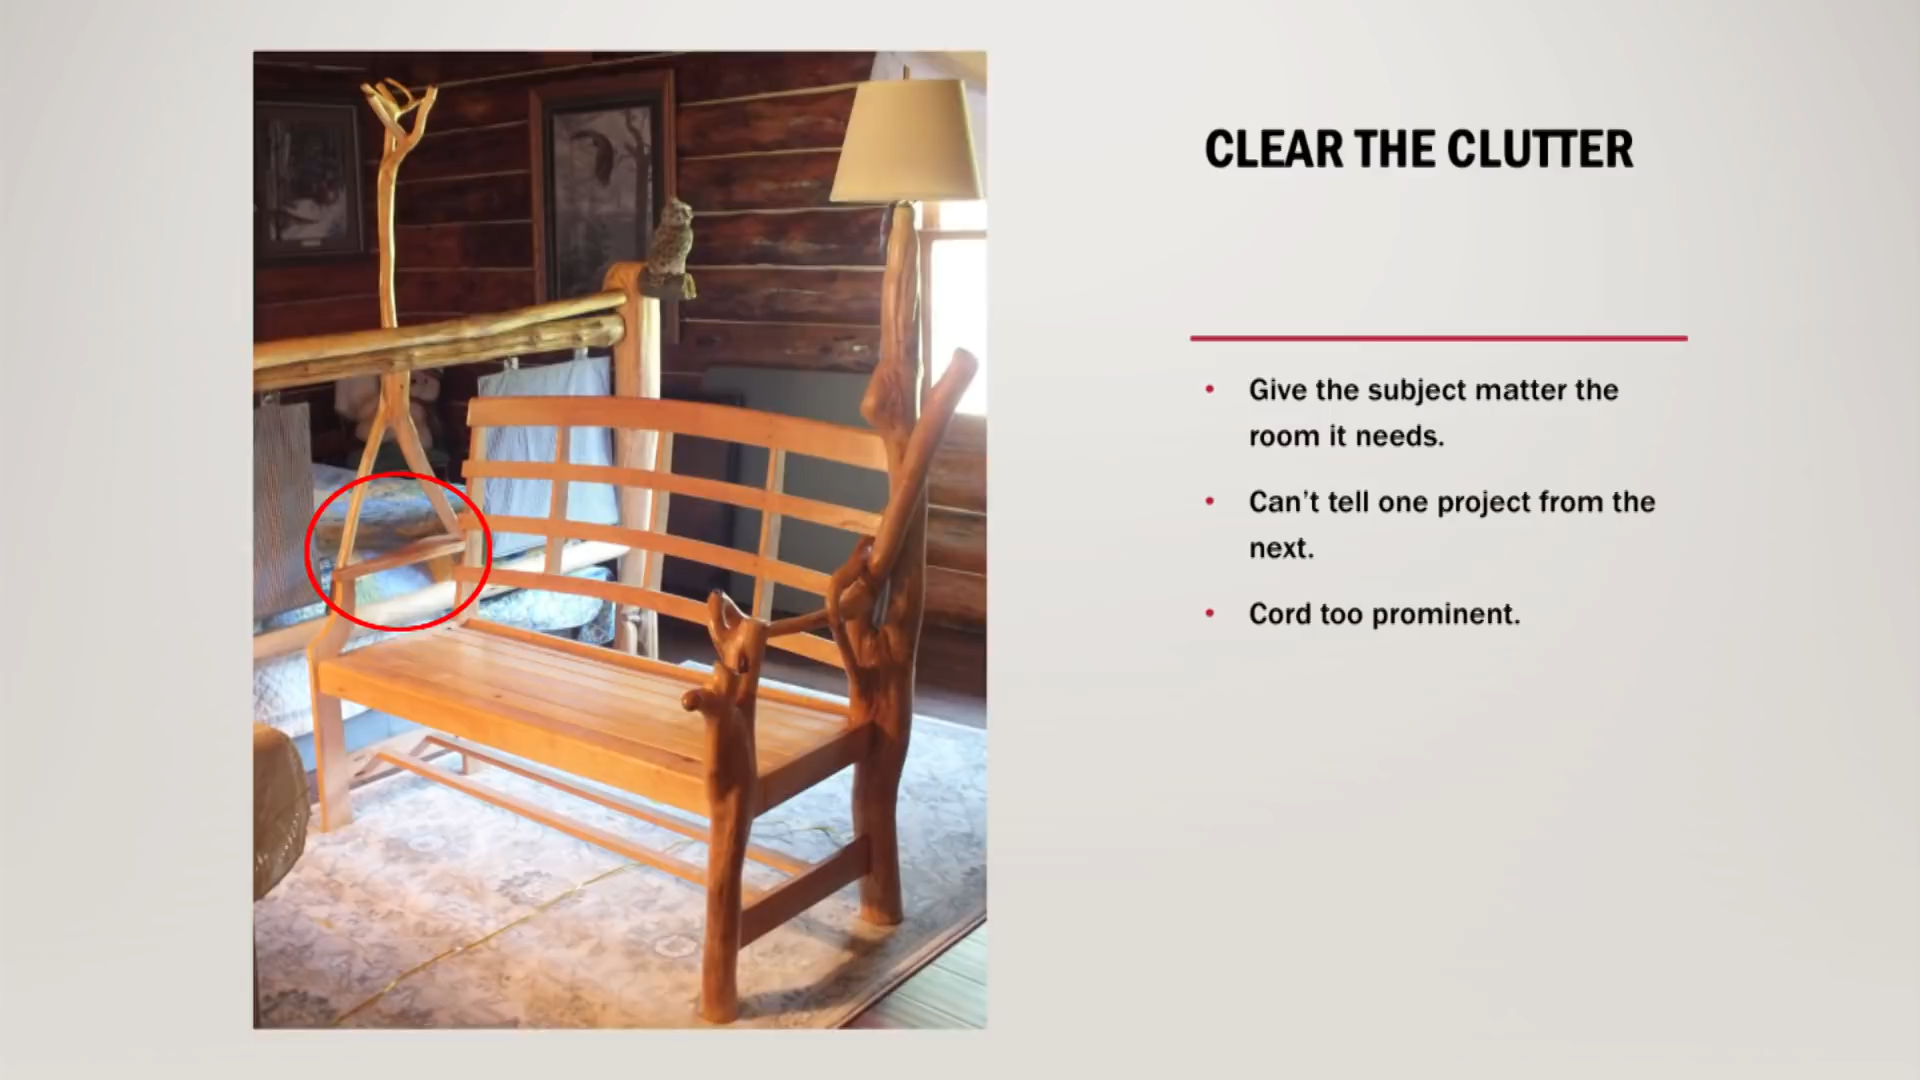 CLEAR THE CLUTTER
• Give the subject matter the
room it needs.
• Can't tell one project from the
next.
• Cord too prominent.